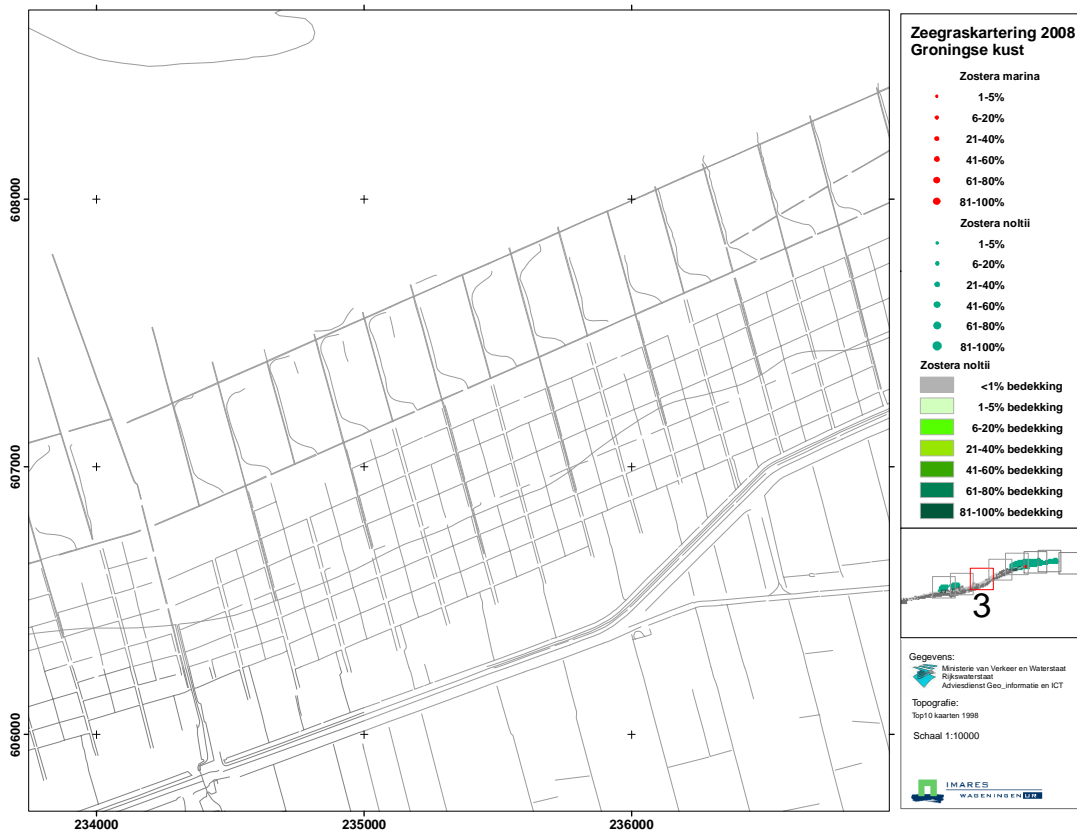 608000
607000
606000
234000
235000
236000
Zeegraskartering 2008
Groningse kust
Zostera marina
1-5%
6-20%
21-40%
41-60%
61-80%
81-100%
Zostera noltii
1-5%
6-20%
21-40%
41-60%
61-80%
81-100%
Zostera noltii
<1% bedekking
1-5% bedekking
6-20% bedekking
21-40% bedekking
41-60% bedekking
61-80% bedekking
81-100% bedekking
3
Gegevens:
Ministerie van Verkeer en Waterstaat
Rijkswaterstaat
Adviesdienst Geo_informatie en ICT
Topografie:
Top10 kaarten 1998
Schaal 1:10000
IMARES
WAGENINGEN UR